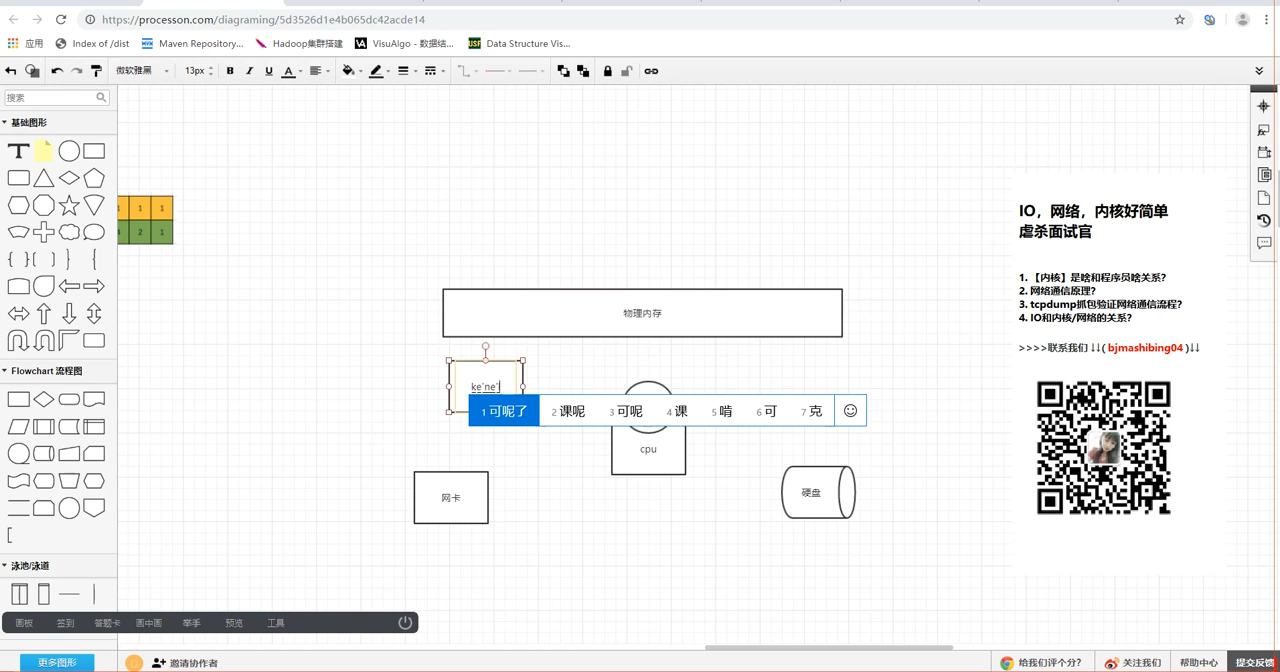 https://processon.com/diagraming/5d3526d1e4b065dc42acde14
应用
Index of /dist
Maven Repository...
Hadoop集群搭建
VisuAlgo - 数据结...
Data Structure Vis...
微软雅黑
13px
B
I
U
A
搜索
基础图形
1
1
2
1
物理内存
ke'ne'l
1 可呢了
2 课呢
3 可呢
4 课
5 啃
6 可
7 克
cpu
网卡
硬盘
IO，网络，内核好简单
虐杀面试官
1. 【内核】是啥和程序员啥关系?
2. 网络通信原理?
3. tcpdump抓包验证网络通信流程?
4. IO和内核/网络的关系?
>>>>联系我们 ↓↓( bjmashibing04 )↓↓
Flowchart 流程图
泳池/泳道
画板
签到
答题卡
画中画
举手
预览
工具
更多图形
邀请协作者
给我们评个分?
关注我们
帮助中心
提交反馈